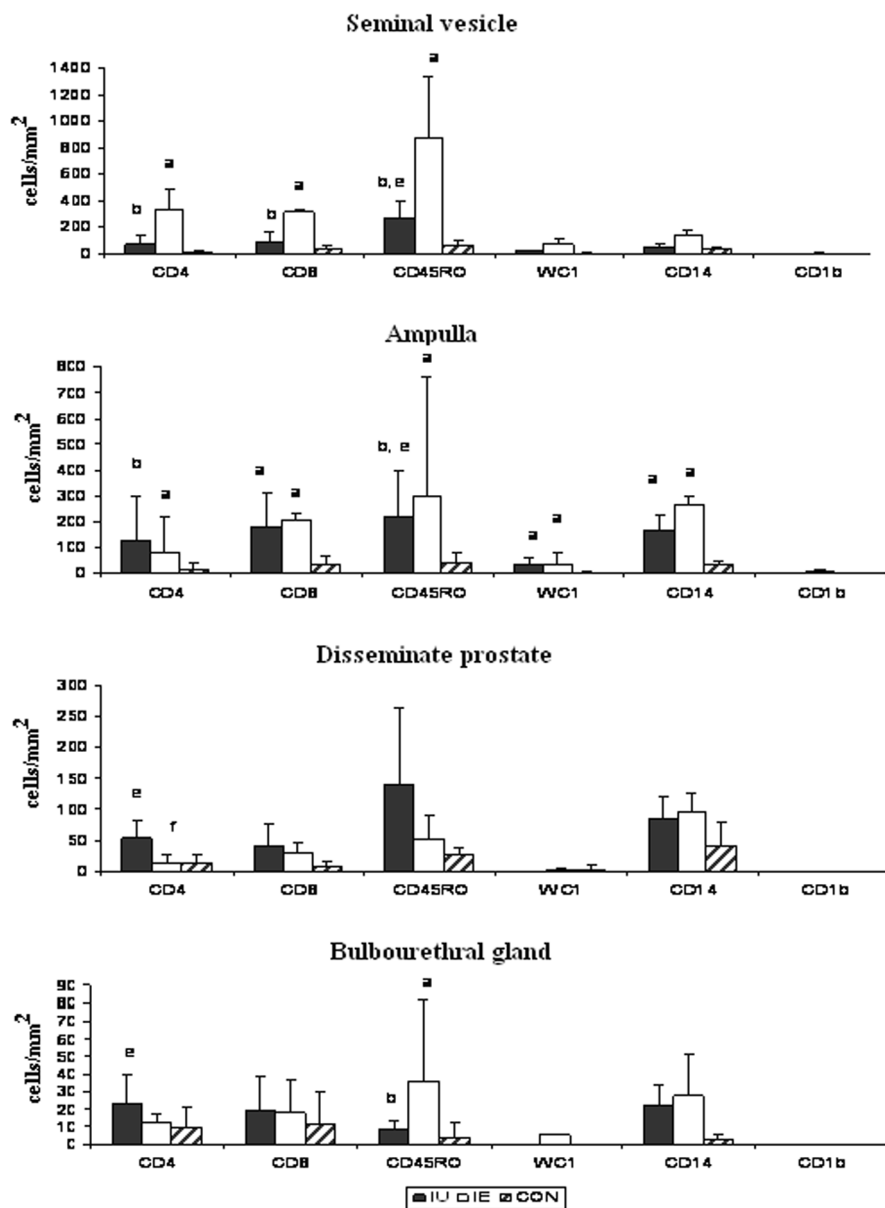 Seminal vesicle
cells/mm2
1400
1200
1000
800
600
400
200
0
b
a
b
a
b, e
a
CD4 CD8 CD45RO WC1 CD14 CD1b
Ampulla
cells/mm2
800
700
600
500
400
300
200
100
0
b
a
a
a
b, e
a
a
a
a
a
CD4 CD8 CD45RO WC1 CD14 CD1b
Disseminate prostate
cells/mm2
300
250
200
150
100
50
0
e
f
CD4 CD8 CD45RO WC1 CD14 CD1b
Bulbourethral gland
cells/mm2
90
80
70
60
50
40
30
20
10
0
e
b
a
CD4 CD8 CD45RO WC1 CD14 CD1b
IU IE CON